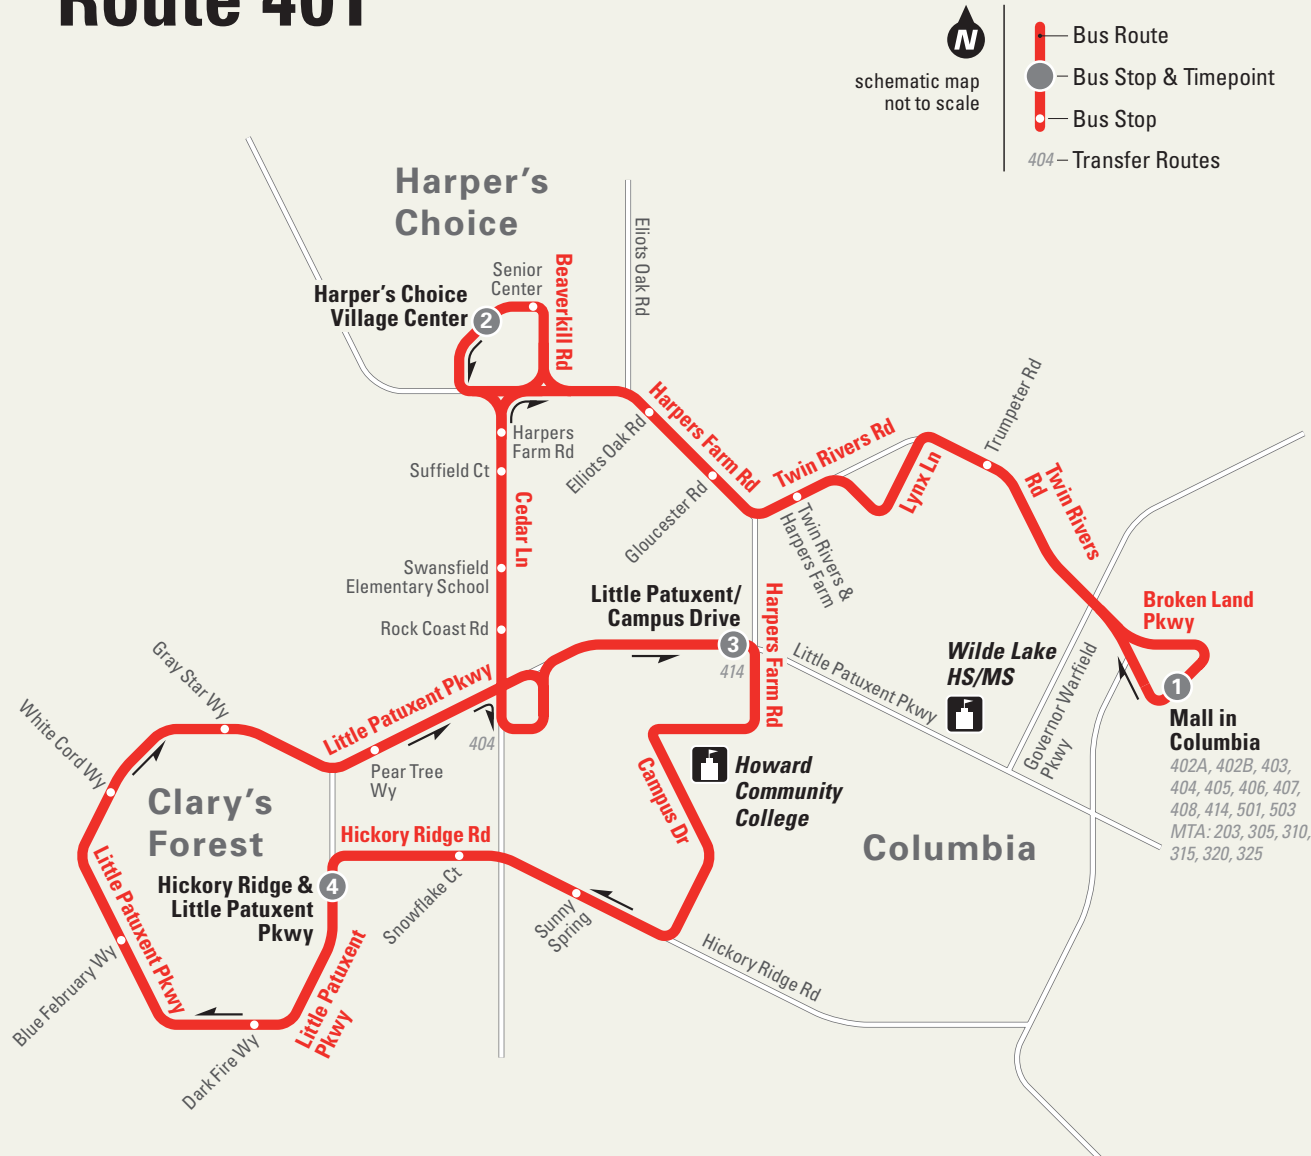 Route 401
N
schematic map
not to scale
Bus Route
Bus Stop & Timepoint
Bus Stop
404
Transfer Routes
Harper's
Choice
Senior
Center
Beaverkill Rd
Eliots Oak Rd
Harper's Choice
Village Center
2
Harpers
Farm Rd
Suffield Ct
Cedar Ln
Swansfield
Elementary School
Rock Coast Rd
Elliots Oak Rd
Harpers Farm Rd
Gloucester Rd
Twin Rivers Rd
Twin Rivers &
Harpers Farm
Lynx Ln
Trumpeter Rd
Twin Rivers
Rd
Broken Land
Pkwy
Little Patuxent/
Campus Drive
3
414
Harpers Farm Rd
Little Patuxent Pkwy
Wilde Lake
HS/MS
Governor Warfield
Pkwy
1
Mall in
Columbia
402A, 402B, 403,
404, 405, 406, 407,
408, 414, 501, 503
MTA: 203, 305, 310,
315, 320, 325
Gray Star Wy
White Cord Wy
Little Patuxent Pkwy
404
Pear Tree
Wy
Clary's
Forest
Hickory Ridge Rd
Howard
Community
College
Campus Dr
Columbia
Hickory Ridge &
Little Patuxent
Pkwy
4
Snowflake Ct
Sunny
Spring
Hickory Ridge Rd
Little Patuxent Pkwy
Blue February Wy
Little Patuxent
Pkwy
Dark Fire Wy